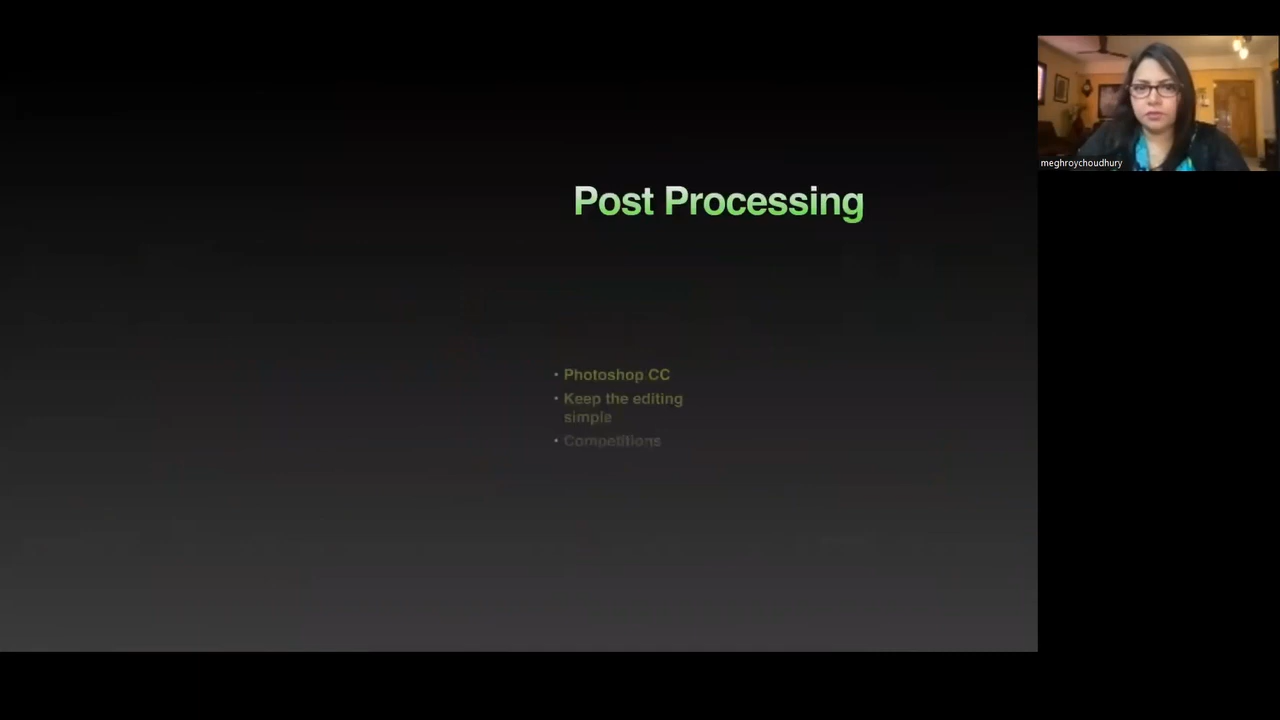 Post Processing
• Photoshop CC
• Keep the editing
simple
• Competitions
meghroychoudhury